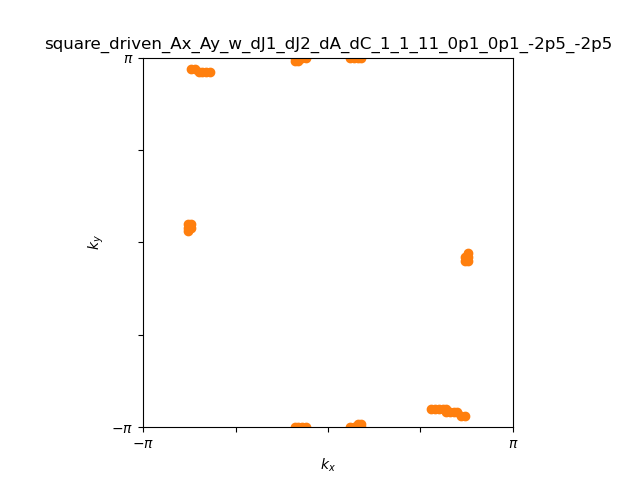 square_driven_Ax_Ay_w_dJ1_dJ2_dA_dC_1_1_11_0p1_0p1_-2p5_-2p5
π
k_y
−π
−π
π
k_x